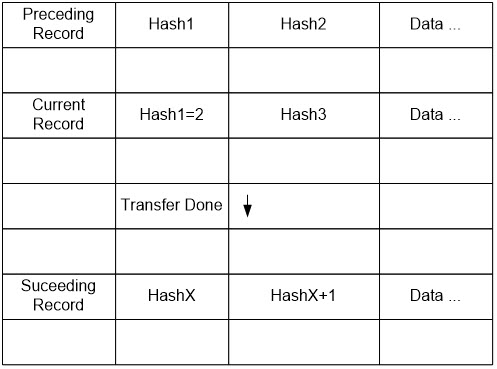 Preceding
Record
Hash1
Hash2
Data ...
Current
Record
Hash1=2
Hash3
Data ...
Transfer Done
Suceeding
Record
HashX
HashX+1
Data ...